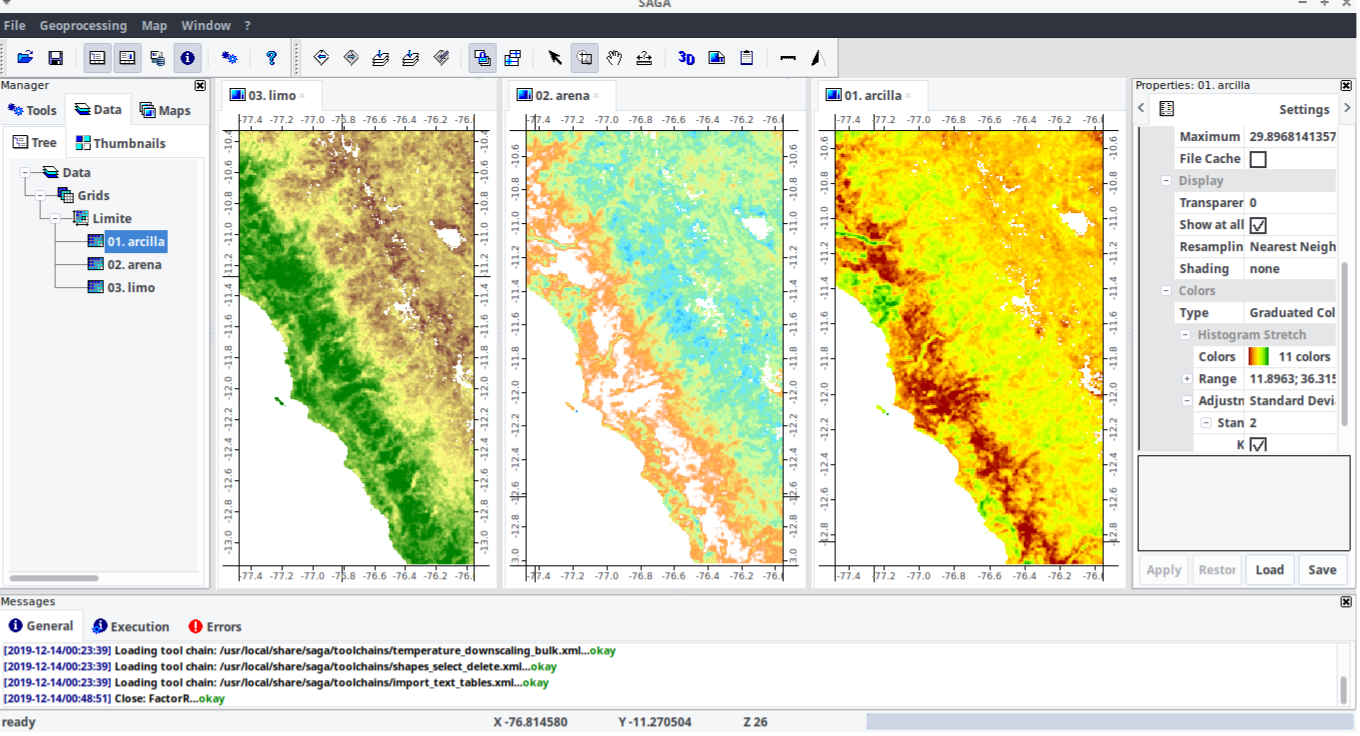 SAGA
File Geoprocessing Map Window ?
3D
Manager
Tools Data Maps
Tree Thumbnails
Data
Grids
Limite
01. arcilla
02. arena
03. limo
03. limo
-77.4 -77.2 -77.0 -76.8 -76.6 -76.4 -76.2 -76.
-10.4 -10.6 -10.8 -11.0 -11.2 -11.4 -11.6 -11.8 -12.0 -12.2 -12.4 -12.6 -12.8 -13.0
-77.4 -77.2 -77.0 -76.8 -76.6 -76.4 -76.2 -76.
02. arena
-77.4 -77.2 -77.0 -76.8 -76.6 -76.4 -76.2 -76.
-10.6 -10.8 -11.0 -11.2 -11.4 -11.6 -11.8 -12.0 -12.2 -12.4 -12.6 -12.8 3.0
-77.4 -77.2 -77.0 -76.8 -76.6 -76.4 -76.2 -76.
01. arcilla
-77.4 -77.2 -77.0 -76.8 -76.6 -76.4 -76.2 -76.
-10.6 -10.8 -11.0 -11.2 -11.4 -11.6 -11.8 -12.0 -12.2 -12.4 -12.6 -12.8
-77.4 -77.2 -77.0 -76.8 -76.6 -76.4 -76.2 -76.
Properties: 01. arcilla
Settings
Maximum 29.8968141357
File Cache
Display
Transparer 0
Show at all
Resamplin Nearest Neigh
Shading none
Colors
Type Graduated Col
Histogram Stretch
Colors 11 colors
Range 11.8963; 36.315
Adjustn Standard Devi
Stan 2
K
Apply Restor Load Save
Messages
General Execution Errors
[2019-12-14/00:23:39] Loading tool chain: /usr/local/share/saga/toolchains/temperature_downscaling_bulk.xml...okay
[2019-12-14/00:23:39] Loading tool chain: /usr/local/share/saga/toolchains/shapes_select_delete.xml...okay
[2019-12-14/00:23:39] Loading tool chain: /usr/local/share/saga/toolchains/import_text_tables.xml...okay
[2019-12-14/00:48:51] Close: FactorR...okay
ready X -76.814580 Y -11.270504 Z 26